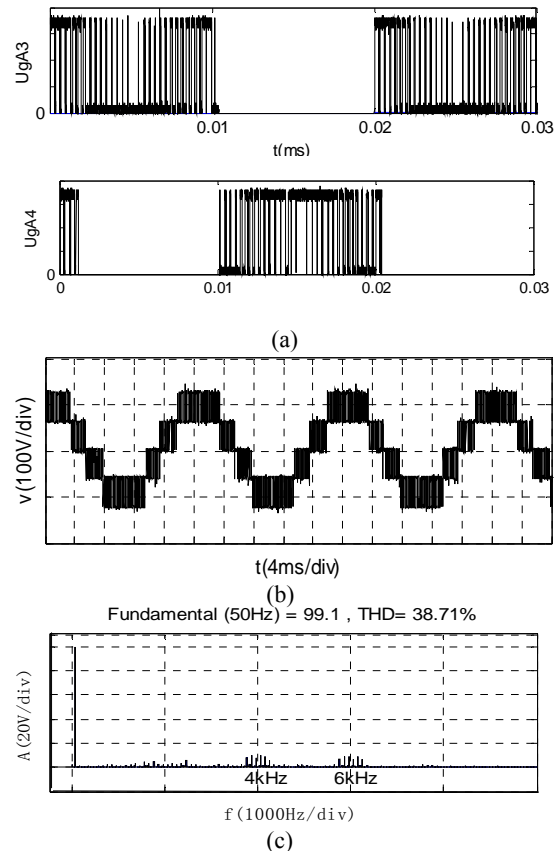 UgA3
0
0.01
0.02
0.03
t(ms)
UgA4
0
0
0.01
0.02
0.03
(a)
v(100V/div)
t(4ms/div)
(b)
Fundamental (50Hz) = 99.1 , THD= 38.71%
A(20V/div)
4kHz
6kHz
f(1000Hz/div)
(c)